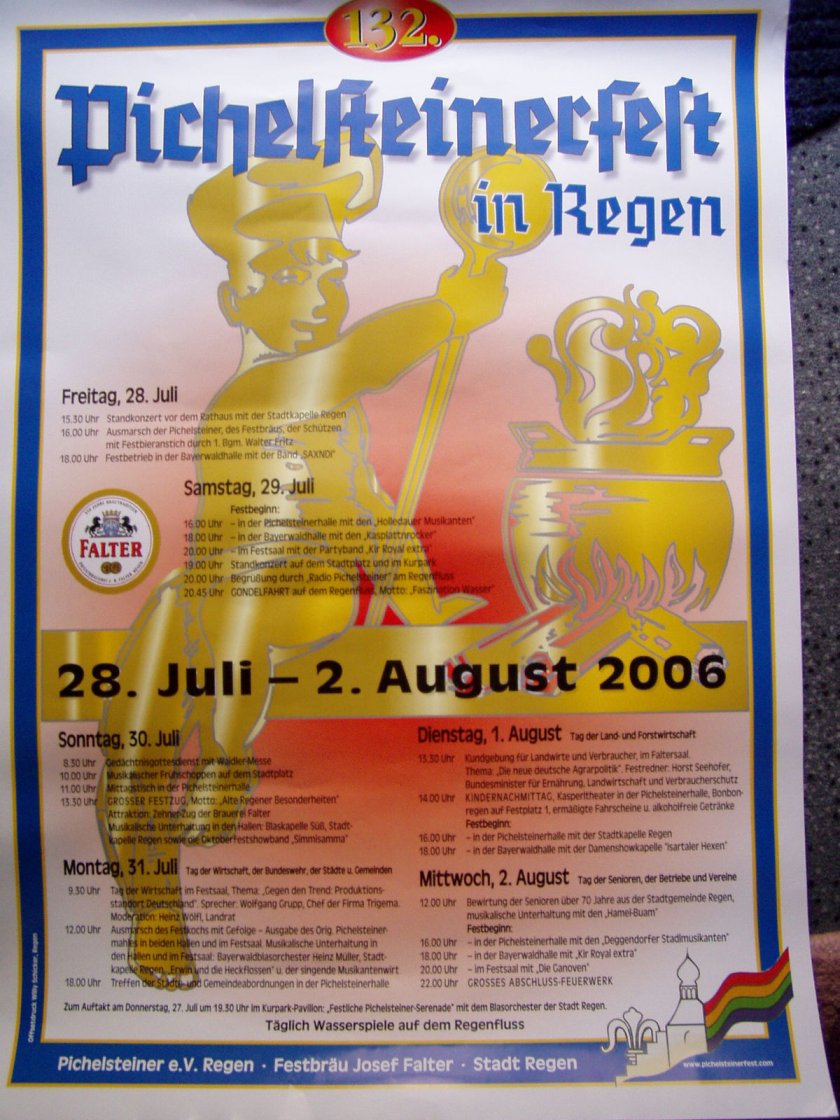 132.
Pichelsteinerfest
in Regen
Freitag, 28. Juli
15.30 Uhr Standkonzert vor dem Rathaus mit der Stadtkapelle Regen
16.00 Uhr Ausmarsch der Pichelsteiner, des Festbräus, der Schützen
mit Festbieranstich durch 1. Bgm. Walter Fritz
18.00 Uhr Festbetrieb in der Bayerwaldhalle mit der Band „SAXNDI“
Samstag, 29. Juli
Festbeginn:
16.00 Uhr – in der Pichelsteinerhalle mit den „Holledauer Musikanten“
18.00 Uhr – in der Bayerwaldhalle mit den „Kasplattnrocker“
20.00 Uhr – im Festsaal mit der Partyband „Kir Royal extra“
19.00 Uhr Standkonzert auf dem Stadtplatz und im Kurpark
20.00 Uhr Begrüßung durch „Radio Pichelsteiner“ am Regenfluss
20.45 Uhr GONDELFAHRT auf dem Regenfluß, Motto: „Faszination Wasser“
FALTER
28. Juli – 2. August 2006
Sonntag, 30. Juli
8.30 Uhr Gedächtnisgottesdienst mit Waidler-Messe
10.00 Uhr Musikalischer Frühschoppen auf dem Stadtplatz
11.00 Uhr Mittagstisch in der Pichelsteinerhalle
13.30 Uhr GROSSER FESTZUG, Motto: „Alte Regener Besonderheiten“
Attraktion: Zehner-Zug der Brauerei Falter
Musikalische Unterhaltung in den Hallen: Blaskapelle Süß, Stadt-
kapelle Regen sowie die Oktoberfestshowband „Simmisamma“
Montag, 31. Juli Tag der Wirtschaft, der Bundeswehr, der Städte u. Gemeinden
9.30 Uhr Tag der Wirtschaft im Festsaal, Thema: „Gegen den Trend: Produktions-
standort Deutschland“. Sprecher: Wolfgang Grupp, Chef der Firma Trigema.
Moderation: Heinz Wölfl, Landrat
12.00 Uhr Ausmarsch des Festkochs mit Gefolge – Ausgabe des Orig. Pichelsteiner-
mahles in beiden Hallen und im Festsaal. Musikalische Unterhaltung in
den Hallen und im Festsaal: Bayerwaldblasorchester Heinz Müller, Stadt-
kapelle Regen, „Erwin und die Heckflossen“ u. der singende Musikantenwirt
18.00 Uhr Treffen der Städte- und Gemeindeabordnungen in der Pichelsteinerhalle
Dienstag, 1. August Tag der Land- und Forstwirtschaft
13.30 Uhr Kundgebung für Landwirte und Verbraucher, im Faltersaal.
Thema: „Die neue deutsche Agrarpolitik“. Festredner: Horst Seehofer,
Bundesminister für Ernährung, Landwirtschaft und Verbraucherschutz
14.00 Uhr KINDERNACHMITTAG, Kasperltheater in der Pichelsteinerhalle, Bonbon-
regen auf Festplatz 1, ermäßigte Fahrscheine u. alkoholfreie Getränke
Festbeginn:
16.00 Uhr – in der Pichelsteinerhalle mit der Stadtkapelle Regen
18.00 Uhr – in der Bayerwaldhalle mit der Damenshowkapelle "Isartaler Hexen"
Mittwoch, 2. August Tag der Senioren, der Betriebe und Vereine
12.00 Uhr Bewirtung der Senioren über 70 Jahre aus der Stadtgemeinde Regen,
musikalische Unterhaltung mit den „Hamel-Buam“
Festbeginn:
16.00 Uhr – in der Pichelsteinerhalle mit den „Deggendorfer Stadlmusikanten“
18.00 Uhr – in der Bayerwaldhalle mit „Kir Royal extra“
20.00 Uhr – im Festsaal mit „Die Ganoven“
22.00 Uhr GROSSES ABSCHLUSS-FEUERWERK
Zum Auftakt am Donnerstag, 27. Juli um 19.30 Uhr im Kurpark-Pavilion: „Festliche Pichelsteiner-Serenade“ mit dem Blasorchester der Stadt Regen.
Täglich Wasserspiele auf dem Regenfluss
Pichelsteiner e.V. Regen · Festbräu Josef Falter · Stadt Regen
www.pichelsteinerfest.com
Offsetdruck Willy Schicker, Regen